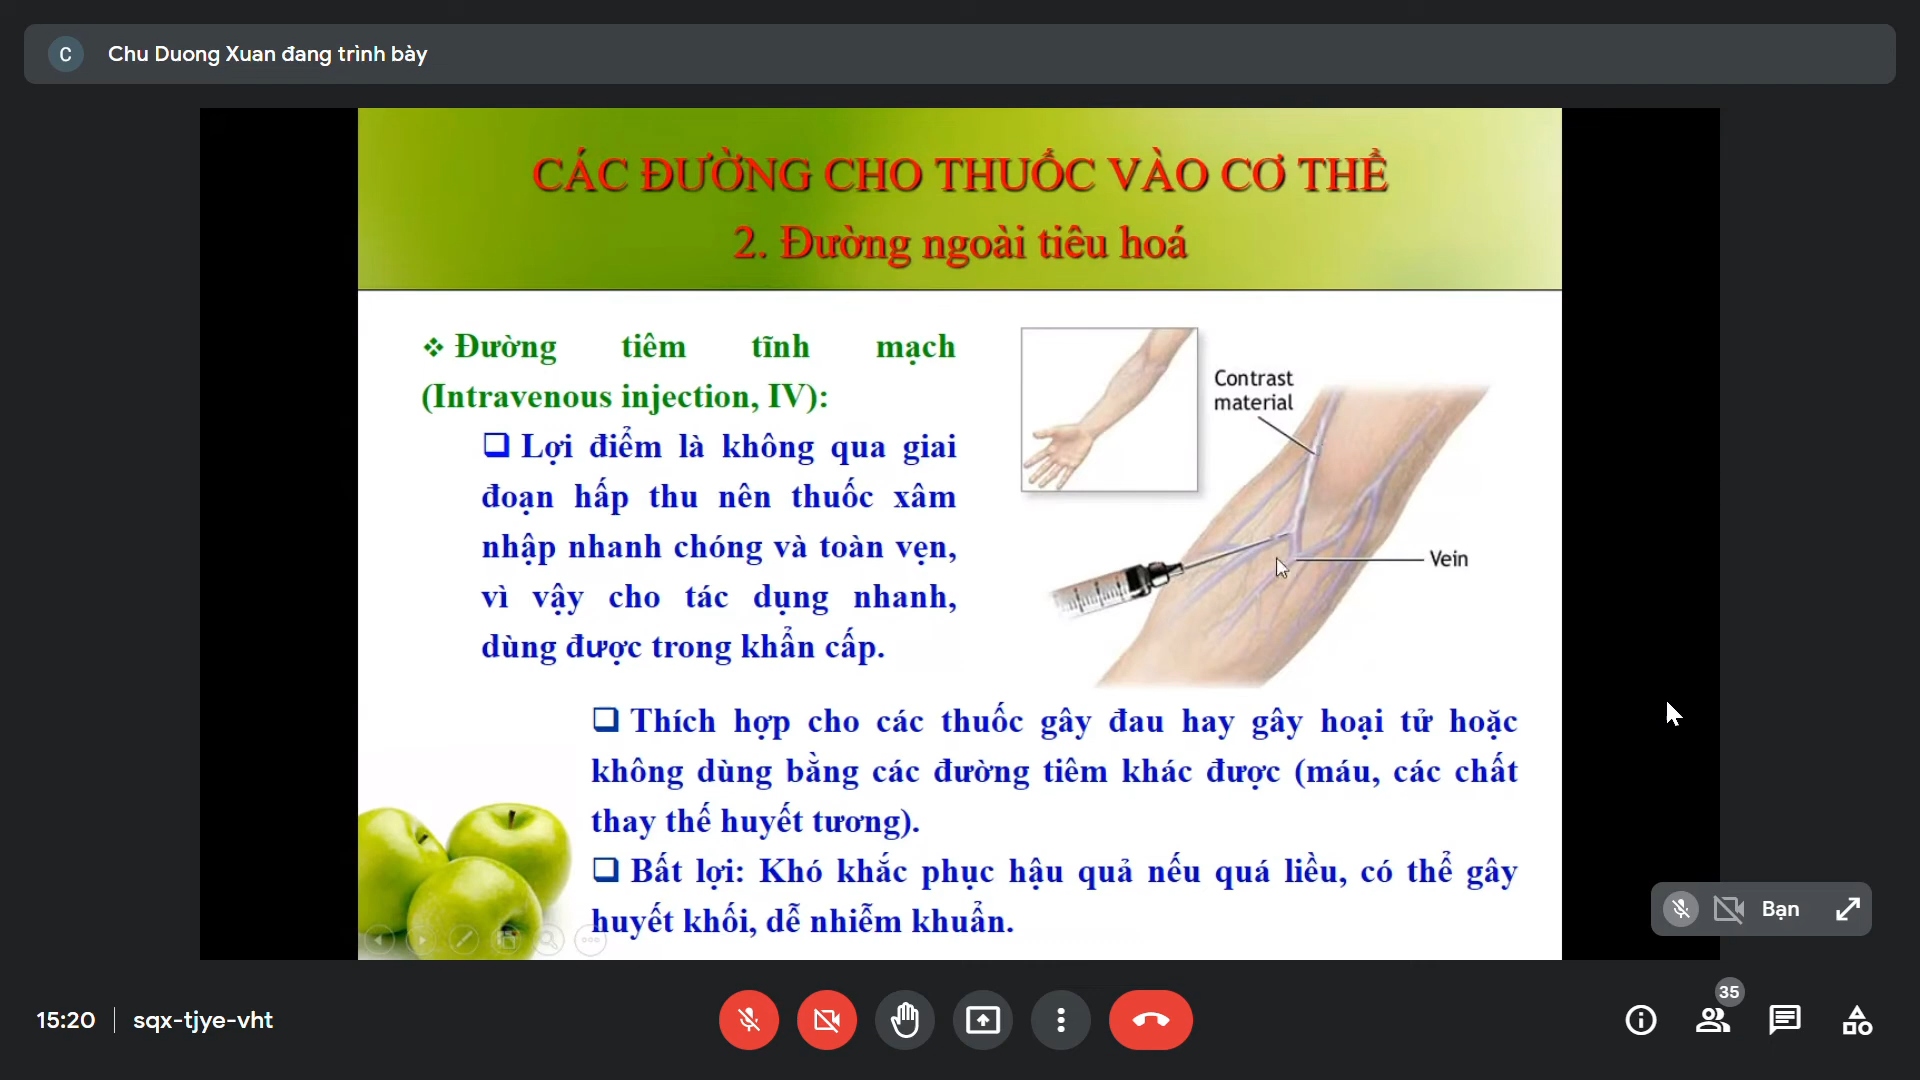 C Chu Duong Xuan đang trình bày
CÁC ĐƯỜNG CHO THUỐC VÀO CƠ THỂ
2. Đường ngoài tiêu hoá
❖ Đường tiêm tĩnh mạch
(Intravenous injection, IV):
❑ Lợi điểm là không qua giai
đoạn hấp thu nên thuốc xâm
nhập nhanh chóng và toàn vẹn,
vì vậy cho tác dụng nhanh,
dùng được trong khẩn cấp.
Contrast
material
Vein
❑ Thích hợp cho các thuốc gây đau hay gây hoại tử hoặc
không dùng bằng các đường tiêm khác được (máu, các chất
thay thế huyết tương).
❑ Bất lợi: Khó khắc phục hậu quả nếu quá liều, có thể gây
huyết khối, dễ nhiễm khuẩn.
Bạn
15:20 | sqx-tjye-vht
35